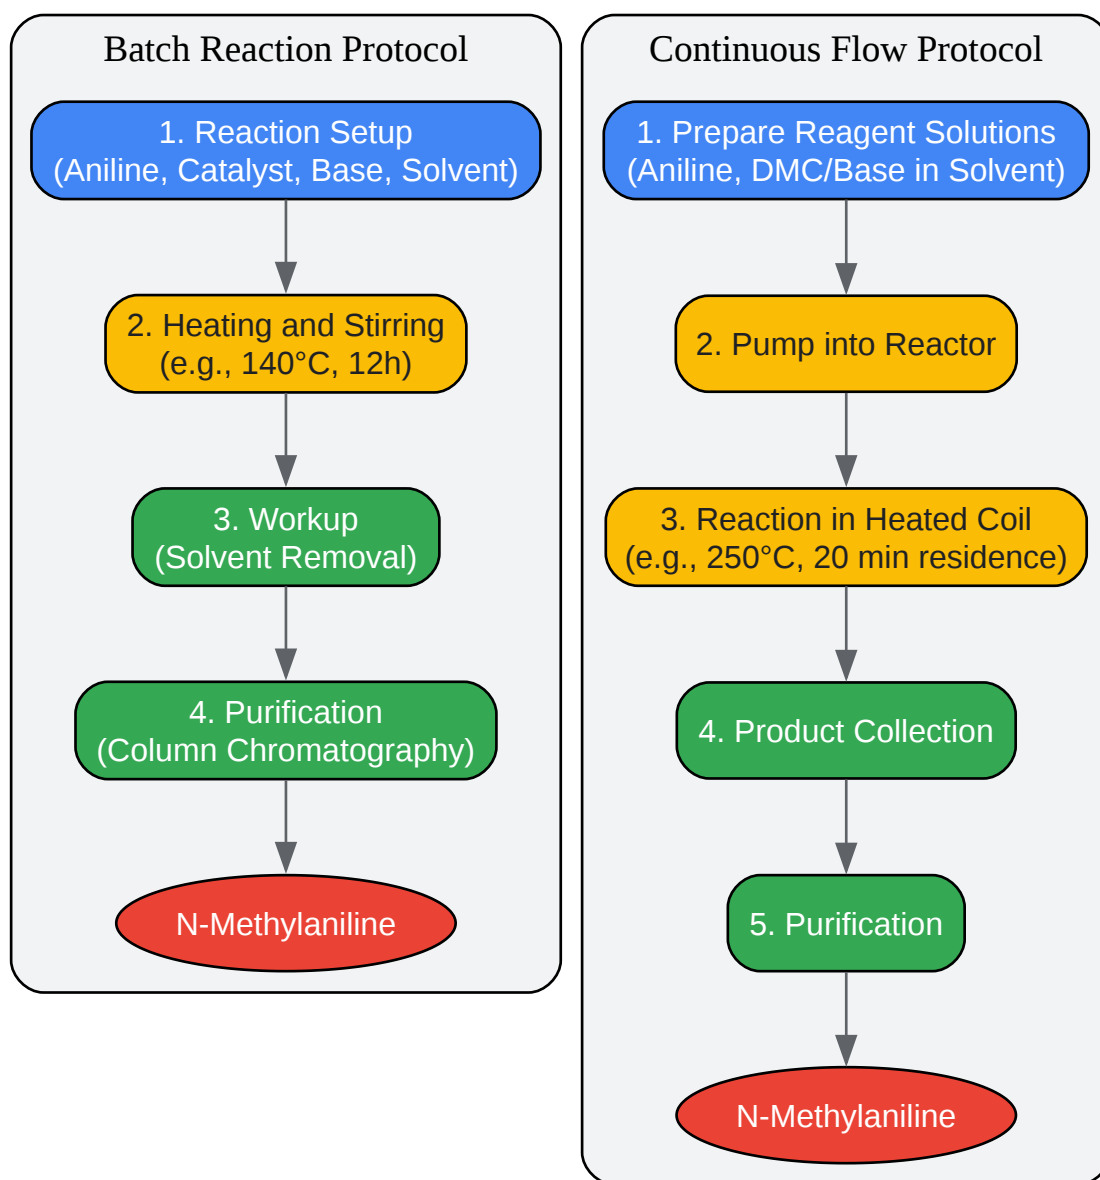 Batch Reaction Protocol
1. Reaction Setup
(Aniline, Catalyst, Base, Solvent)
2. Heating and Stirring
(e.g., 140°C, 12h)
3. Workup
(Solvent Removal)
4. Purification
(Column Chromatography)
N-Methylaniline
Continuous Flow Protocol
1. Prepare Reagent Solutions
(Aniline, DMC/Base in Solvent)
2. Pump into Reactor
3. Reaction in Heated Coil
(e.g., 250°C, 20 min residence)
4. Product Collection
5. Purification
N-Methylaniline